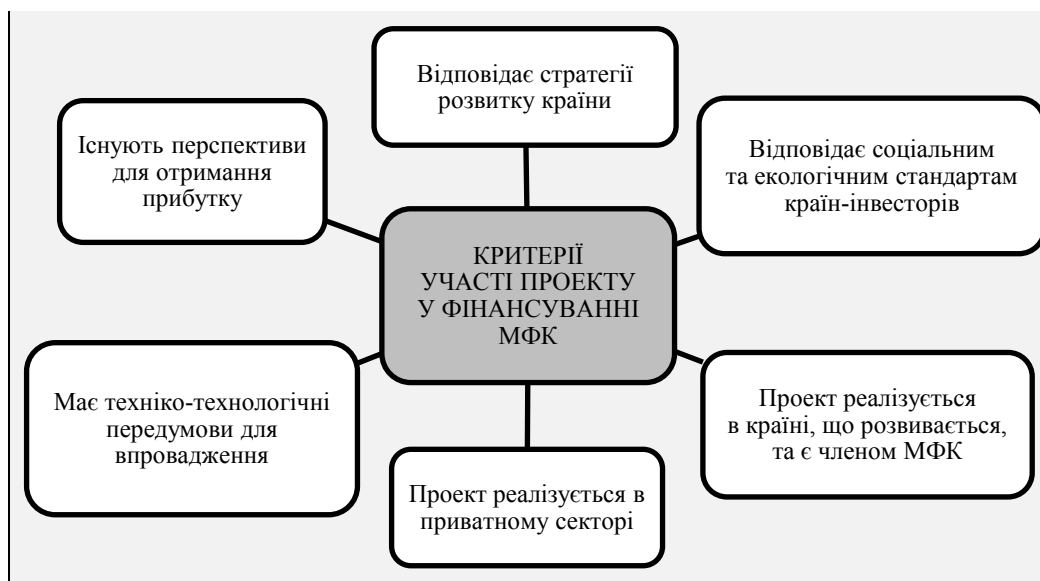 Відповідає стратегії
розвитку країни
Існують перспективи
для отримання
прибутку
Відповідає соціальним
та екологічним стандартам
країн-інвесторів
КРИТЕРІЇ
УЧАСТІ ПРОЕКТУ
У ФІНАНСУВАННІ
МФК
Має техніко-технологічні
передумови для
впровадження
Проект реалізується
в країні, що розвивається,
та є членом МФК
Проект реалізується в
приватному секторі